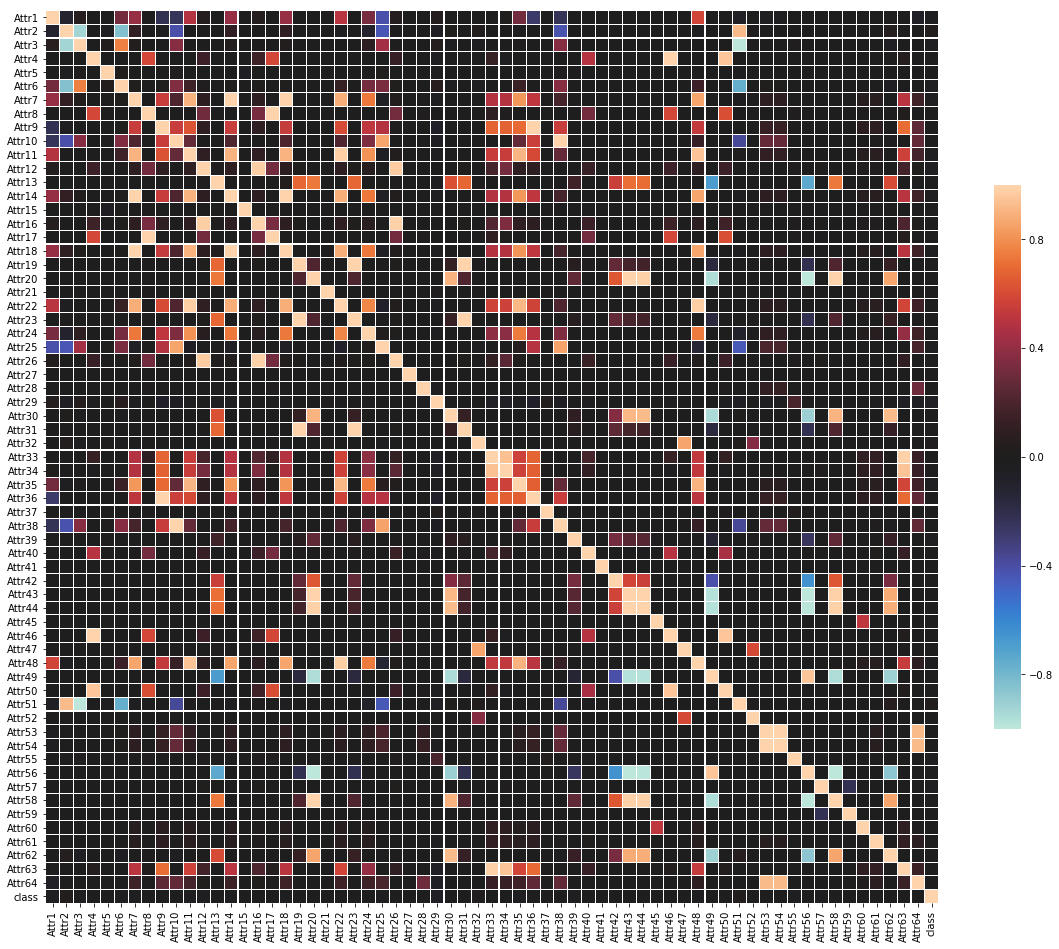 Attr1
Attr2
Attr3
Attr4
Attr5
Attr6
Attr7
Attr8
Attr9
Attr10
Attr11
Attr12
Attr13
Attr14
Attr15
Attr16
Attr17
Attr18
Attr19
Attr20
Attr21
Attr22
Attr23
Attr24
Attr25
Attr26
Attr27
Attr28
Attr29
Attr30
Attr31
Attr32
Attr33
Attr34
Attr35
Attr36
Attr37
Attr38
Attr39
Attr40
Attr41
Attr42
Attr43
Attr44
Attr45
Attr46
Attr47
Attr48
Attr49
Attr50
Attr51
Attr52
Attr53
Attr54
Attr55
Attr56
Attr57
Attr58
Attr59
Attr60
Attr61
Attr62
Attr63
Attr64
class
Attr1
Attr2
Attr3
Attr4
Attr5
Attr6
Attr7
Attr8
Attr9
Attr10
Attr11
Attr12
Attr13
Attr14
Attr15
Attr16
Attr17
Attr18
Attr19
Attr20
Attr21
Attr22
Attr23
Attr24
Attr25
Attr26
Attr27
Attr28
Attr29
Attr30
Attr31
Attr32
Attr33
Attr34
Attr35
Attr36
Attr37
Attr38
Attr39
Attr40
Attr41
Attr42
Attr43
Attr44
Attr45
Attr46
Attr47
Attr48
Attr49
Attr50
Attr51
Attr52
Attr53
Attr54
Attr55
Attr56
Attr57
Attr58
Attr59
Attr60
Attr61
Attr62
Attr63
Attr64
class
0.8
0.4
0.0
−0.4
−0.8